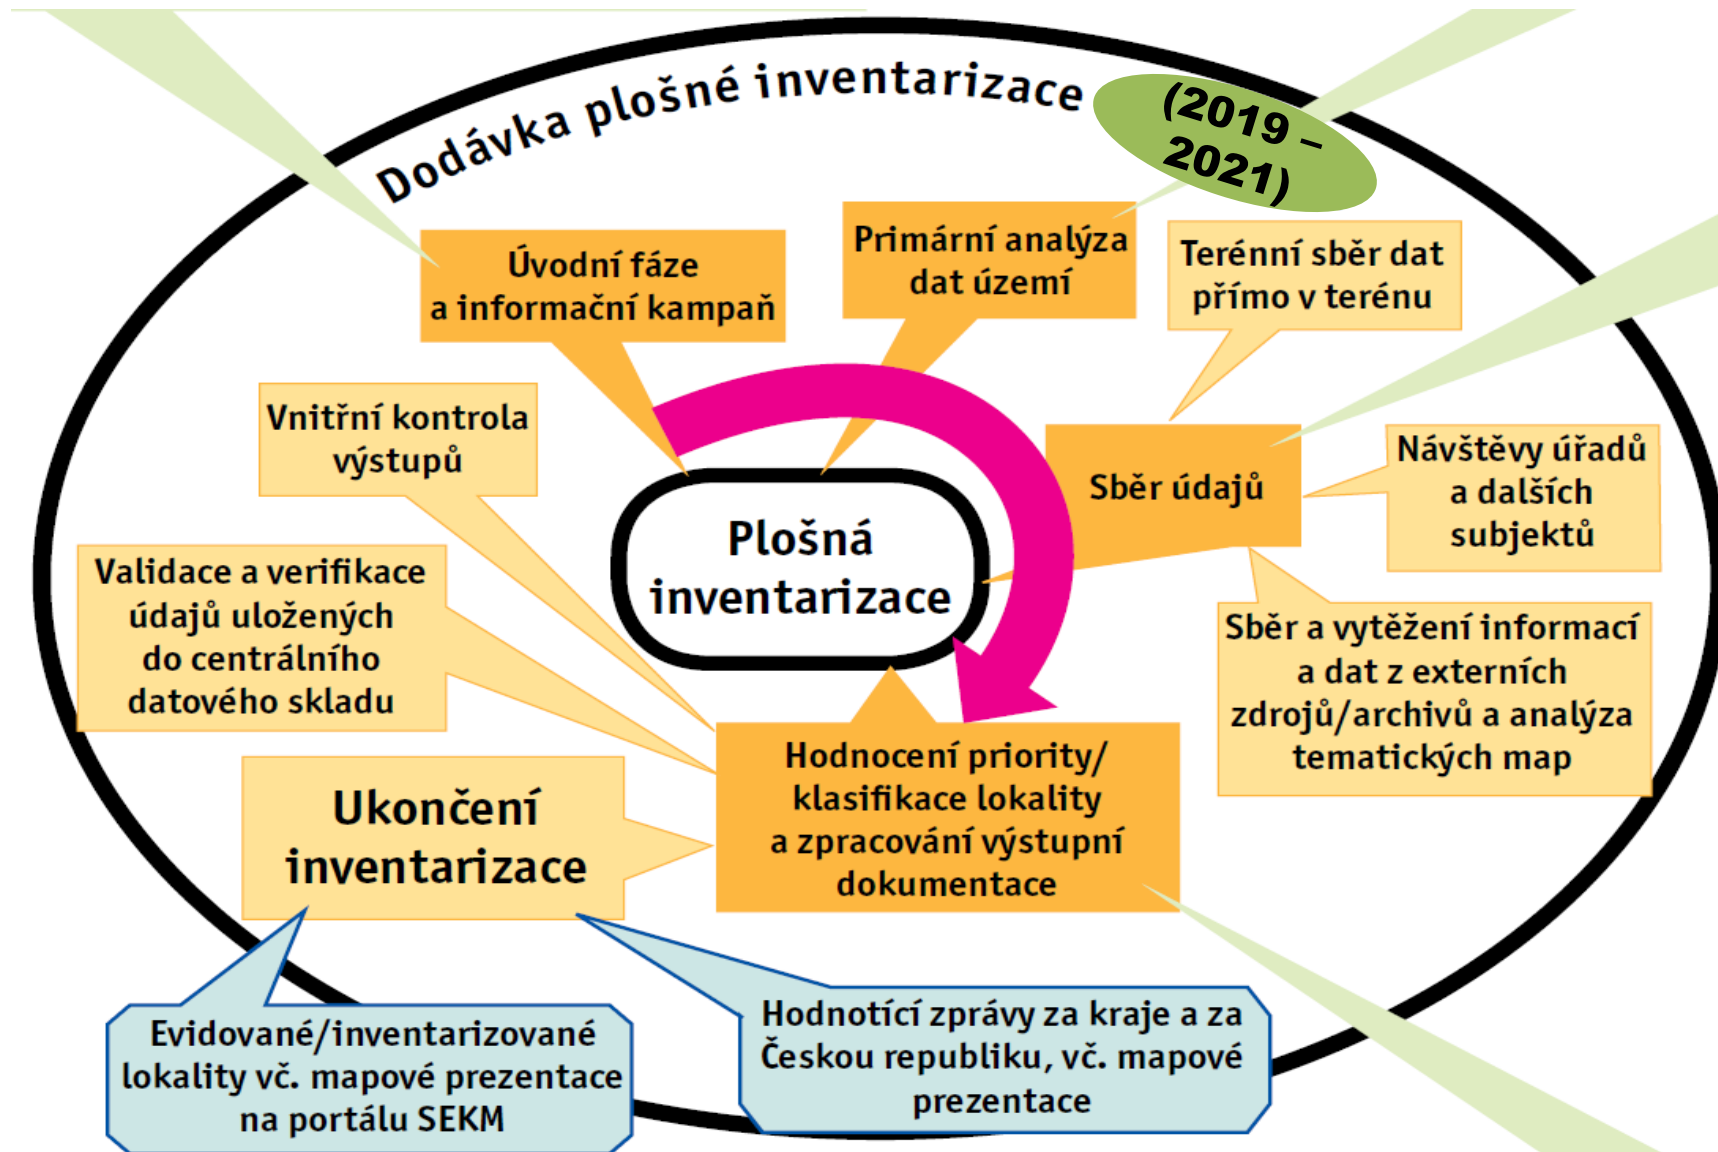 Dodávka plošné inventarizace
(2019 –
2021)
Úvodní fáze
a informační kampaň
Primární analýza
dat území
Terénní sběr dat
přímo v terénu
Vnitřní kontrola
výstupů
Sběr údajů
Návštěvy úřadů
a dalších
subjektů
Plošná
inventarizace
Validace a verifikace
údajů uložených
do centrálního
datového skladu
Sběr a vytěžení informací
a dat z externích
zdrojů/archivů a analýza
tematických map
Hodnocení priority/
klasifikace lokality
a zpracování výstupní
dokumentace
Ukončení
inventarizace
Evidované/inventarizované
lokality vč. mapové prezentace
na portálu SEKM
Hodnotící zprávy za kraje a za
Českou republiku, vč. mapové
prezentace